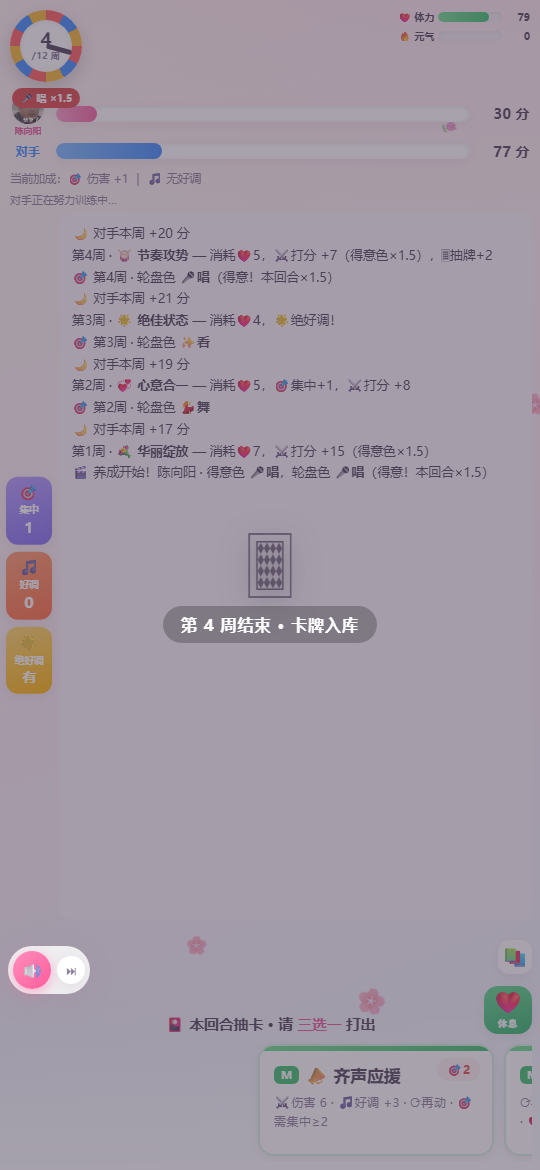 4
/12 周
体力
79
元气
0
唱 ×1.5
陈向阳
30 分
对手
77 分
当前加成: 伤害 +1 | 无好调
对手正在努力训练中...
对手本周 +20 分
第4周 · 节奏攻势 — 消耗5, 打分 +7 (得意色×1.5) , 抽牌+2
第4周 · 轮盘色 唱 (得意! 本回合×1.5)
对手本周 +21 分
第3周 · 绝佳状态 — 消耗4, 绝好调!
第3周 · 轮盘色 香
对手本周 +19 分
第2周 · 心意合一 — 消耗5, 集中+1, 打分 +8
第2周 · 轮盘色 舞
对手本周 +17 分
第1周 · 华丽绽放 — 消耗7, 打分 +15 (得意色×1.5)
养成开始! 陈向阳 · 得意色 唱, 轮盘色 唱 (得意! 本回合×1.5)
集中
1
好调
0
绝好调
有
第 4 周结束 • 卡牌入库
休息
本回合抽卡 • 请 三选一 打出
M 齐声应援 2
伤害 6 · 好调 +3 · 再动 ·
需集中≥2